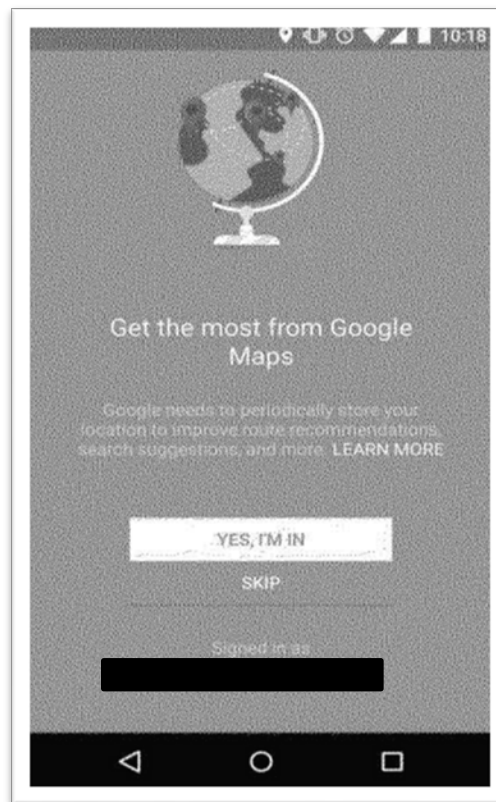 10:18
Get the most from Google
Maps
Google needs to periodically store your
location to improve route recommendations,
search suggestions, and more. LEARN MORE
YES, I'M IN
SKIP
Signed in as